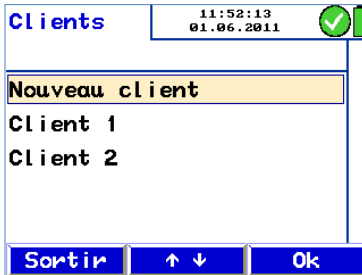 Clients
11:52:13
01.06.2011
Nouveau client
Client 1
Client 2
Sortir ↑ ↓ Ok